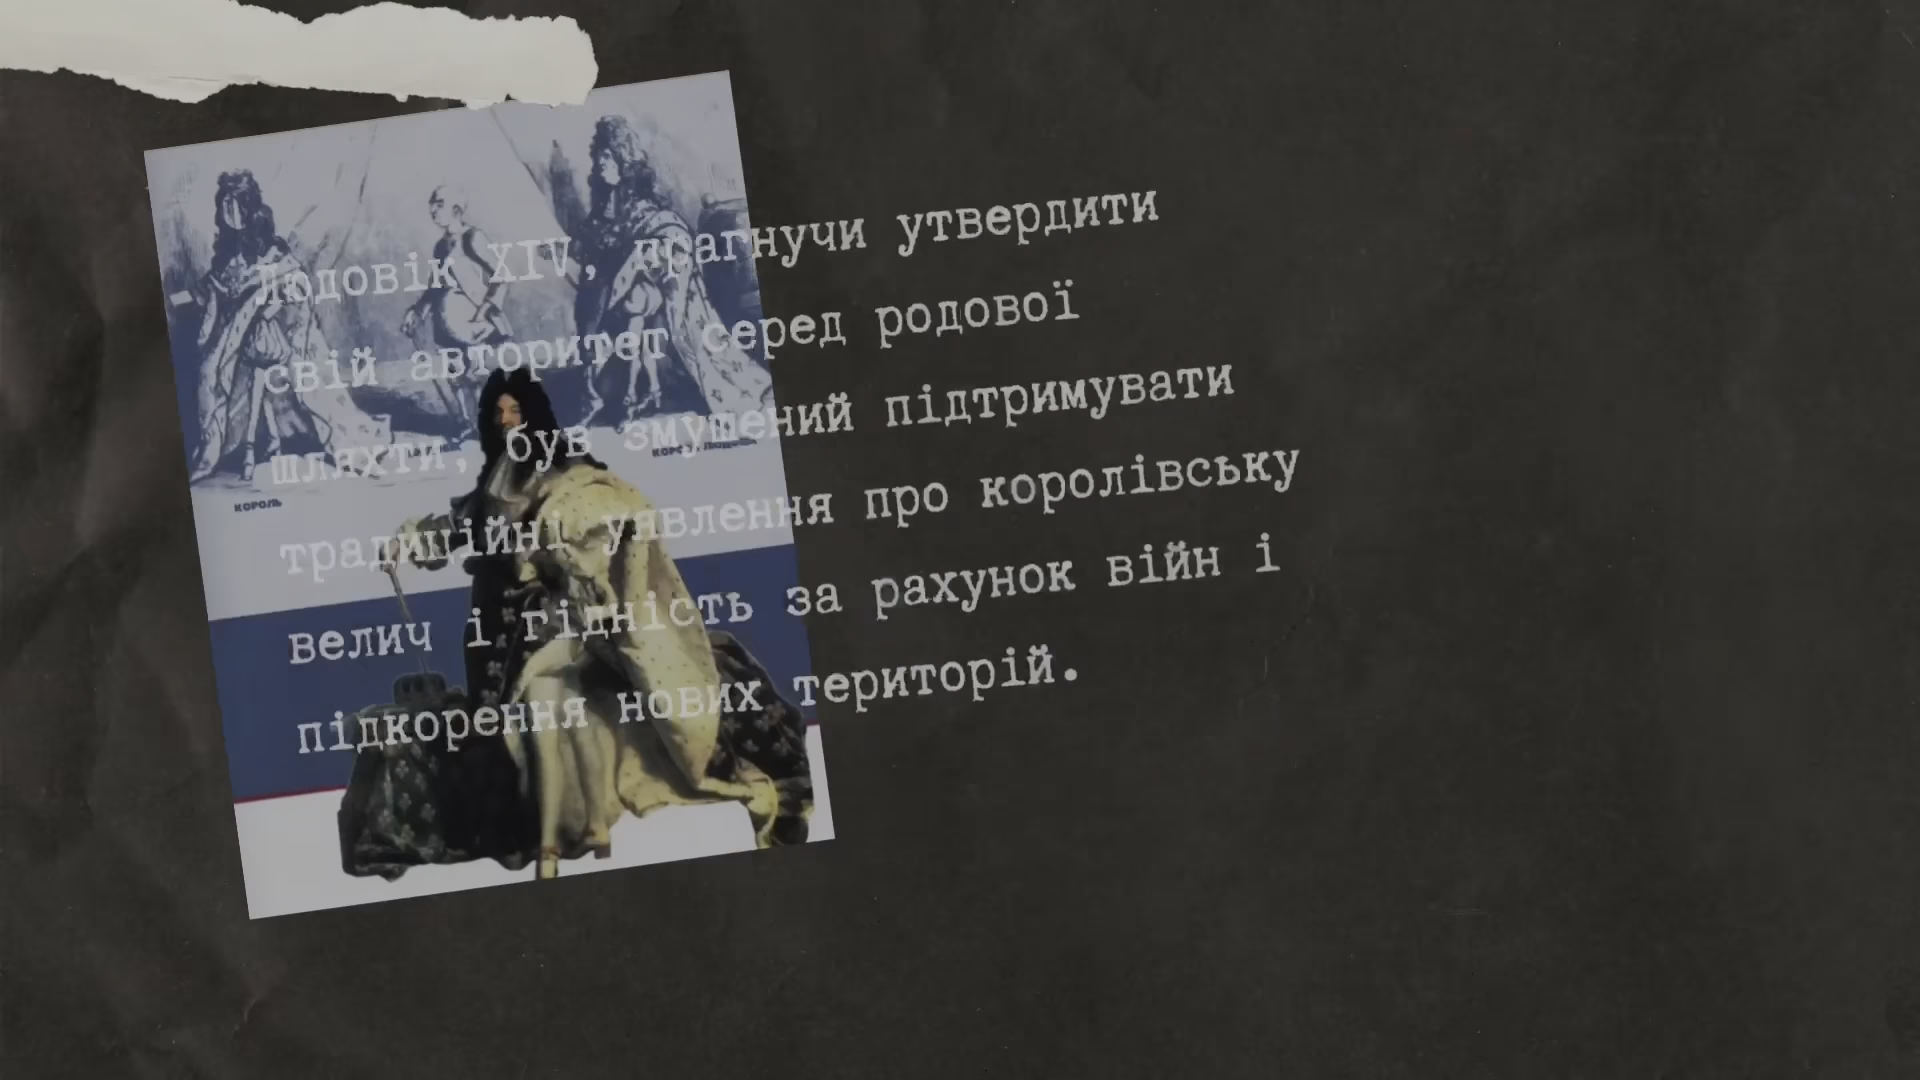 Людовік XIV, прагнучи утвердити
свій авторитет серед родової
шляхти, був змушений підтримувати
традиційні уявлення про королівську
велич і гідність за рахунок війн і
підкорення нових територій.
КОРОЛЬ